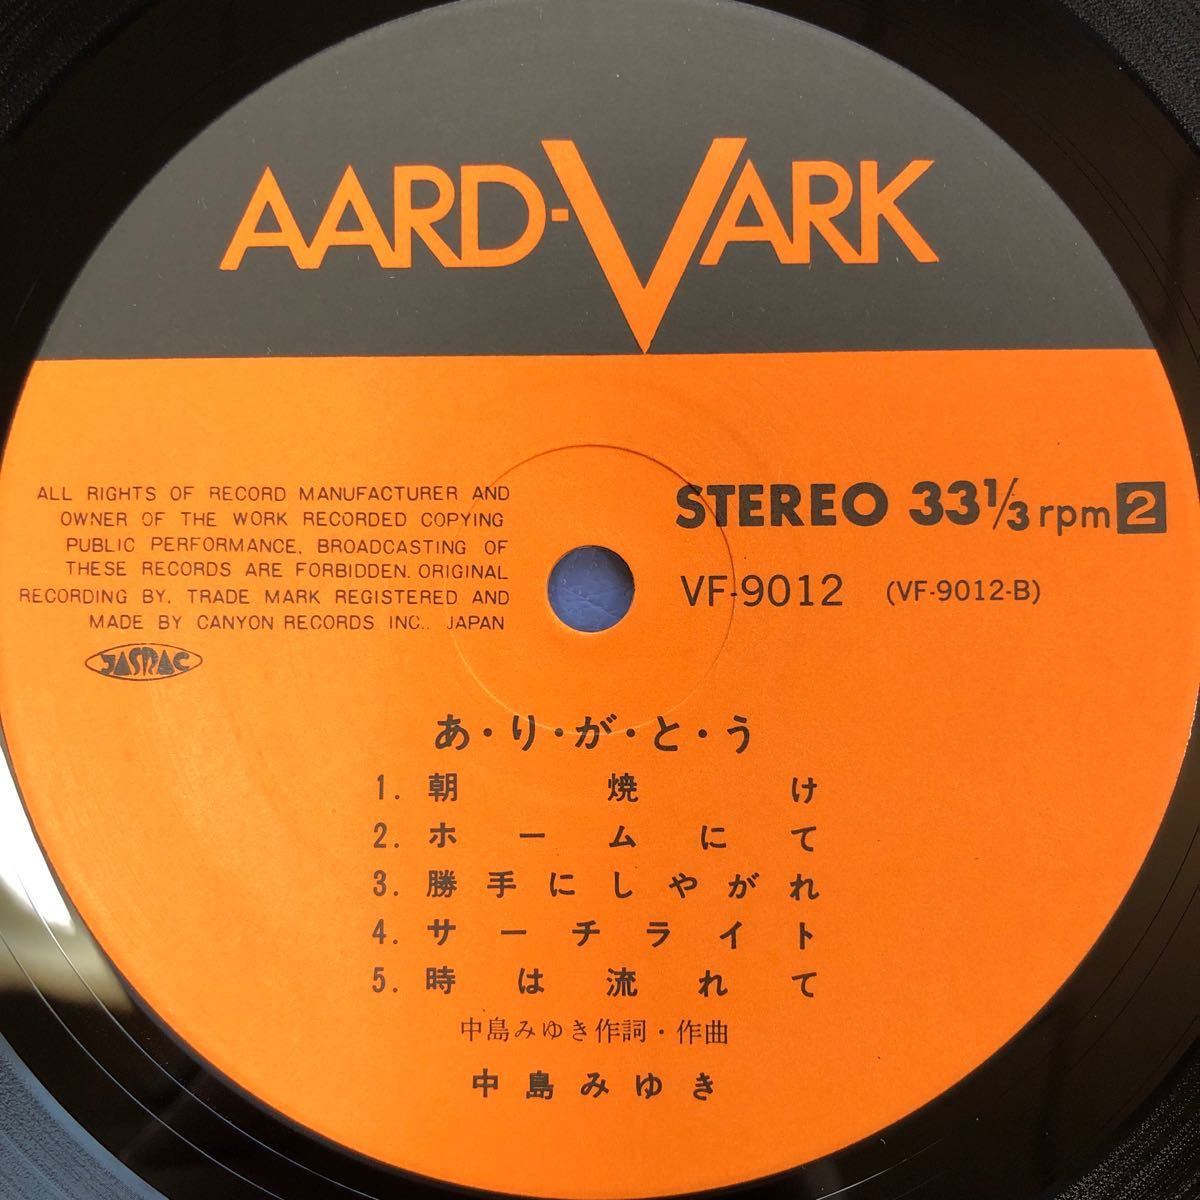 AARD-VARK
ALL RIGHTS OF RECORD MANUFACTURER AND
OWNER OF THE WORK RECORDED COPYING
PUBLIC PERFORMANCE, BROADCASTING OF
THESE RECORDS ARE FORBIDDEN. ORIGINAL
RECORDING BY, TRADE MARK REGISTERED AND
MADE BY CANYON RECORDS INC., JAPAN
JASRAC
STEREO 33⅓ rpm 2
VF-9012 (VF-9012-B)
あ・り・が・と・う
1. 朝焼け
2. ホームにて
3. 勝手にしやがれ
4. サーチライト
5. 時は流れて
中島みゆき作詞・作曲
中島みゆき